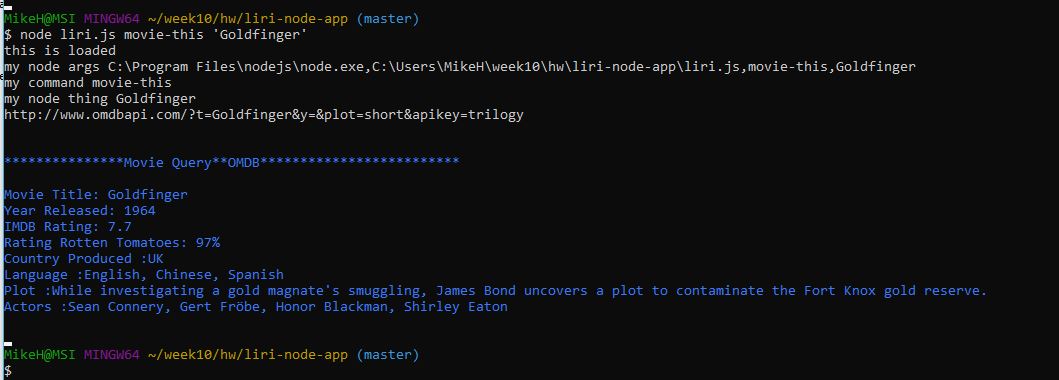 MikeH@MSI MINGW64 ~/week10/hw/liri-node-app (master)
$ node liri.js movie-this 'Goldfinger'
this is loaded
my node args C:\Program Files\nodejs\node.exe,C:\Users\MikeH\week10\hw\liri-node-app\liri.js,movie-this,Goldfinger
my command movie-this
my node thing Goldfinger
http://www.omdbapi.com/?t=Goldfinger&y=&plot=short&apikey=trilogy
***************Movie Query**OMDB*************************
Movie Title: Goldfinger
Year Released: 1964
IMDB Rating: 7.7
Rating Rotten Tomatoes: 97%
Country Produced :UK
Language :English, Chinese, Spanish
Plot :While investigating a gold magnate's smuggling, James Bond uncovers a plot to contaminate the Fort Knox gold reserve.
Actors :Sean Connery, Gert Fröbe, Honor Blackman, Shirley Eaton
MikeH@MSI MINGW64 ~/week10/hw/liri-node-app (master)
$